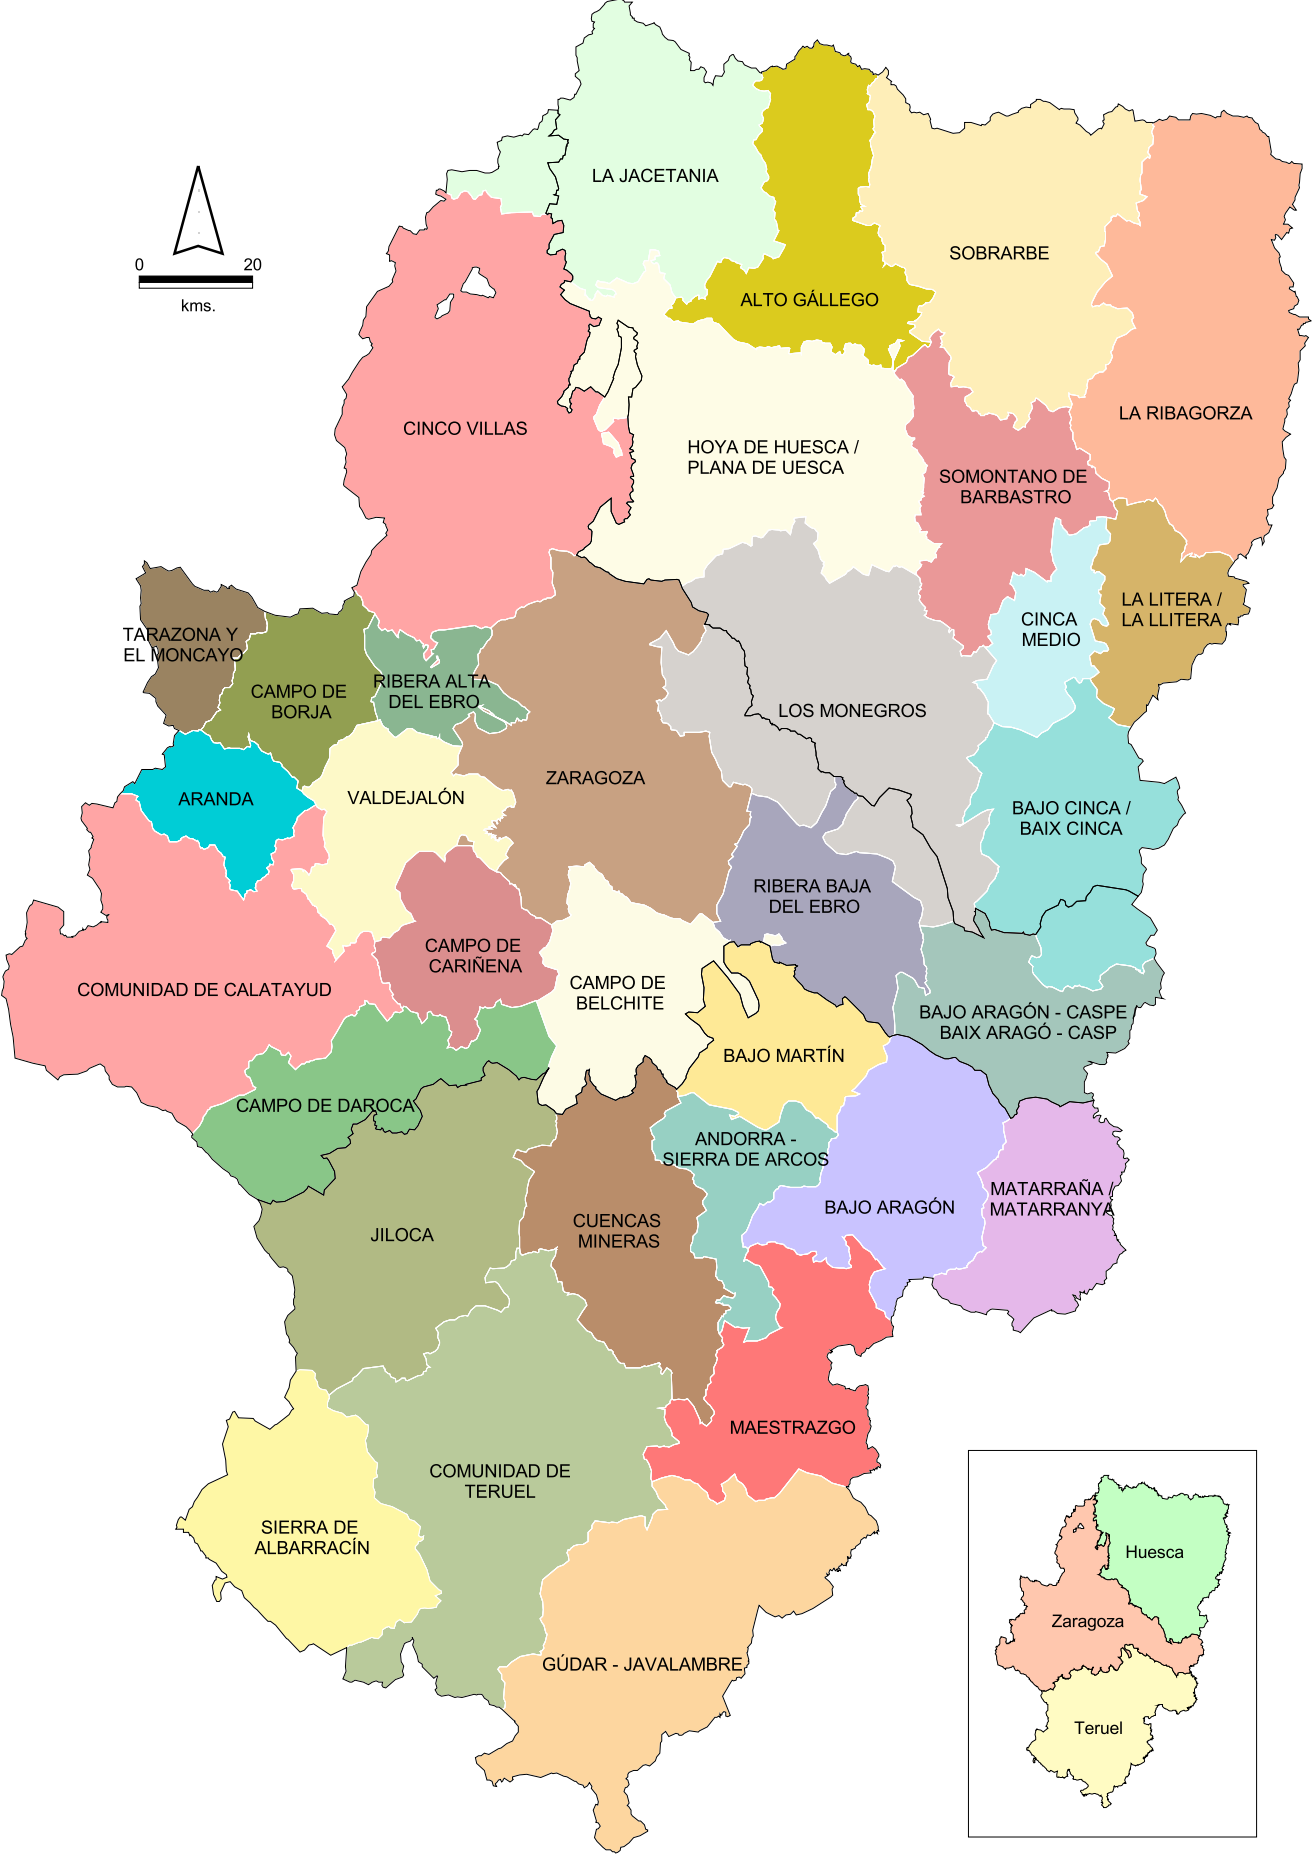 LA JACETANIA
SOBRARBE
0 20
kms.
ALTO GÁLLEGO
LA RIBAGORZA
CINCO VILLAS
HOYA DE HUESCA /
PLANA DE UESCA
SOMONTANO DE
BARBASTRO
LA LITERA /
LA LLITERA
CINCA
MEDIO
TARAZONA Y
EL MONCAYO
RIBERA ALTA
DEL EBRO
CAMPO DE
BORJA
LOS MONEGROS
ZARAGOZA
ARANDA
VALDEJALÓN
BAJO CINCA /
BAIX CINCA
RIBERA BAJA
DEL EBRO
CAMPO DE
CARIÑENA
COMUNIDAD DE CALATAYUD
CAMPO DE
BELCHITE
BAJO ARAGÓN - CASPE
BAIX ARAGÓ - CASP
BAJO MARTÍN
CAMPO DE DAROCA
ANDORRA -
SIERRA DE ARCOS
MATARRAÑA /
MATARRANYA
BAJO ARAGÓN
CUENCAS
MINERAS
JILOCA
MAESTRAZGO
COMUNIDAD DE
TERUEL
SIERRA DE
ALBARRACÍN
GÚDAR - JAVALAMBRE
Huesca
Zaragoza
Teruel